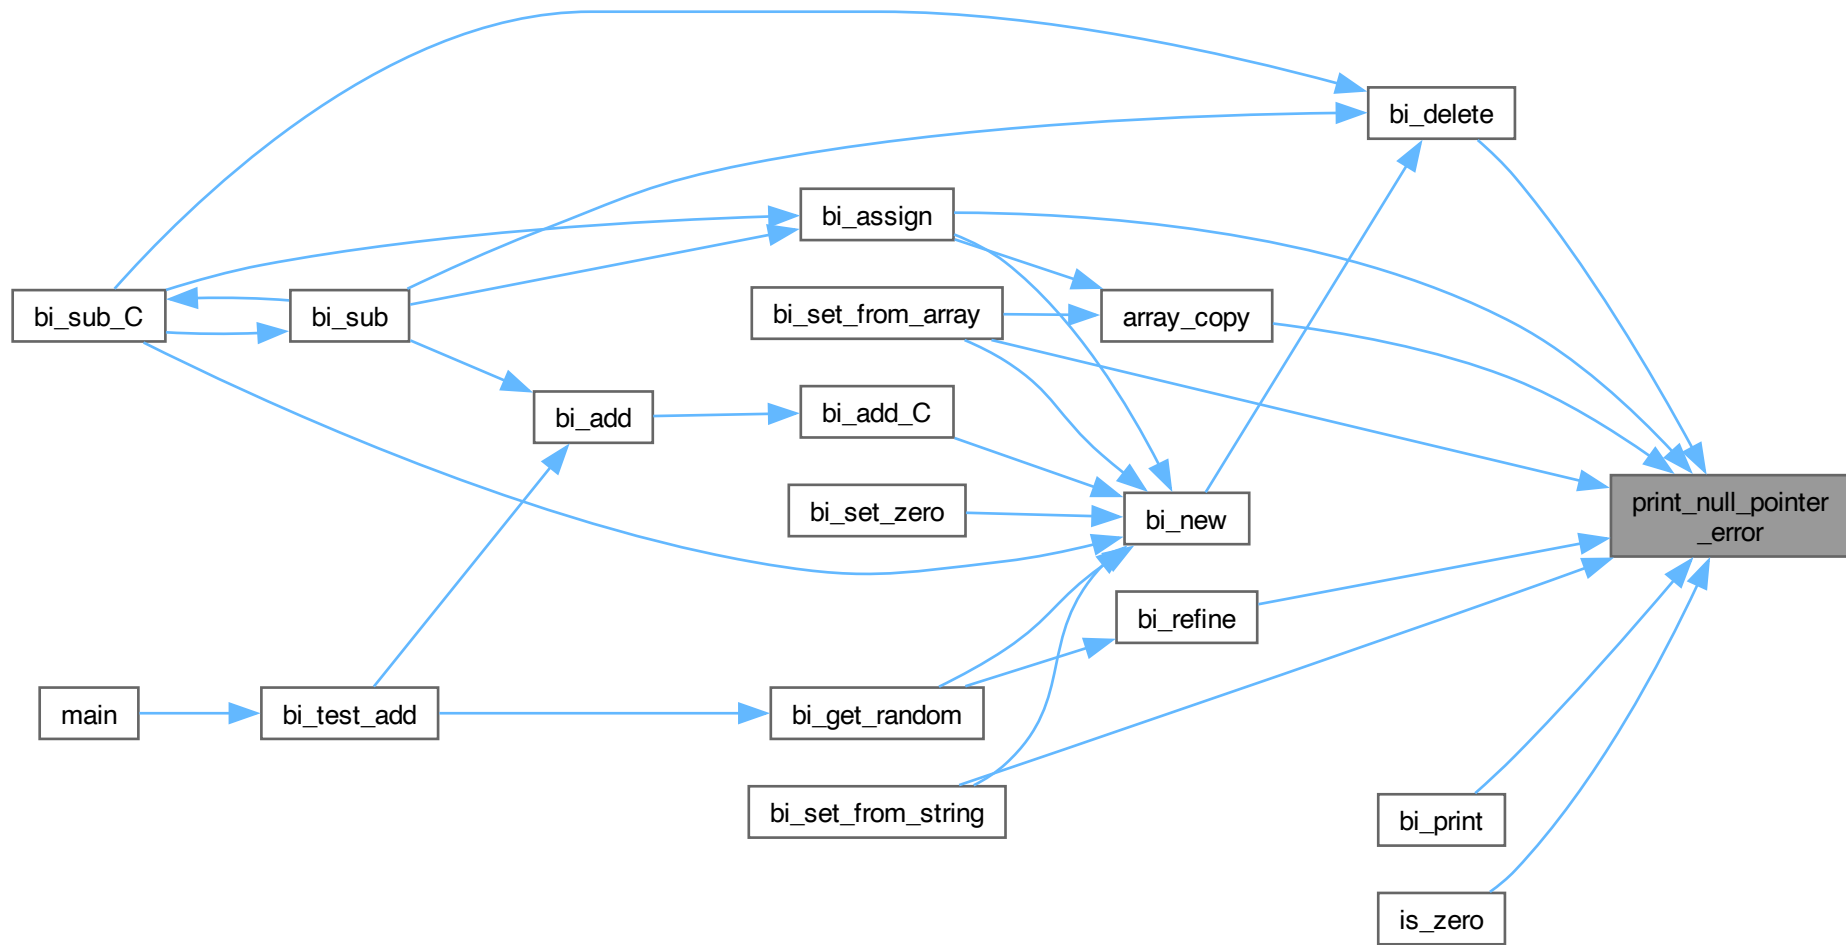 bi_delete
bi_assign
bi_sub_C
bi_sub
bi_set_from_array
array_copy
bi_add
bi_add_C
bi_set_zero
bi_new
print_null_pointer
_error
bi_refine
main
bi_test_add
bi_get_random
bi_set_from_string
bi_print
is_zero